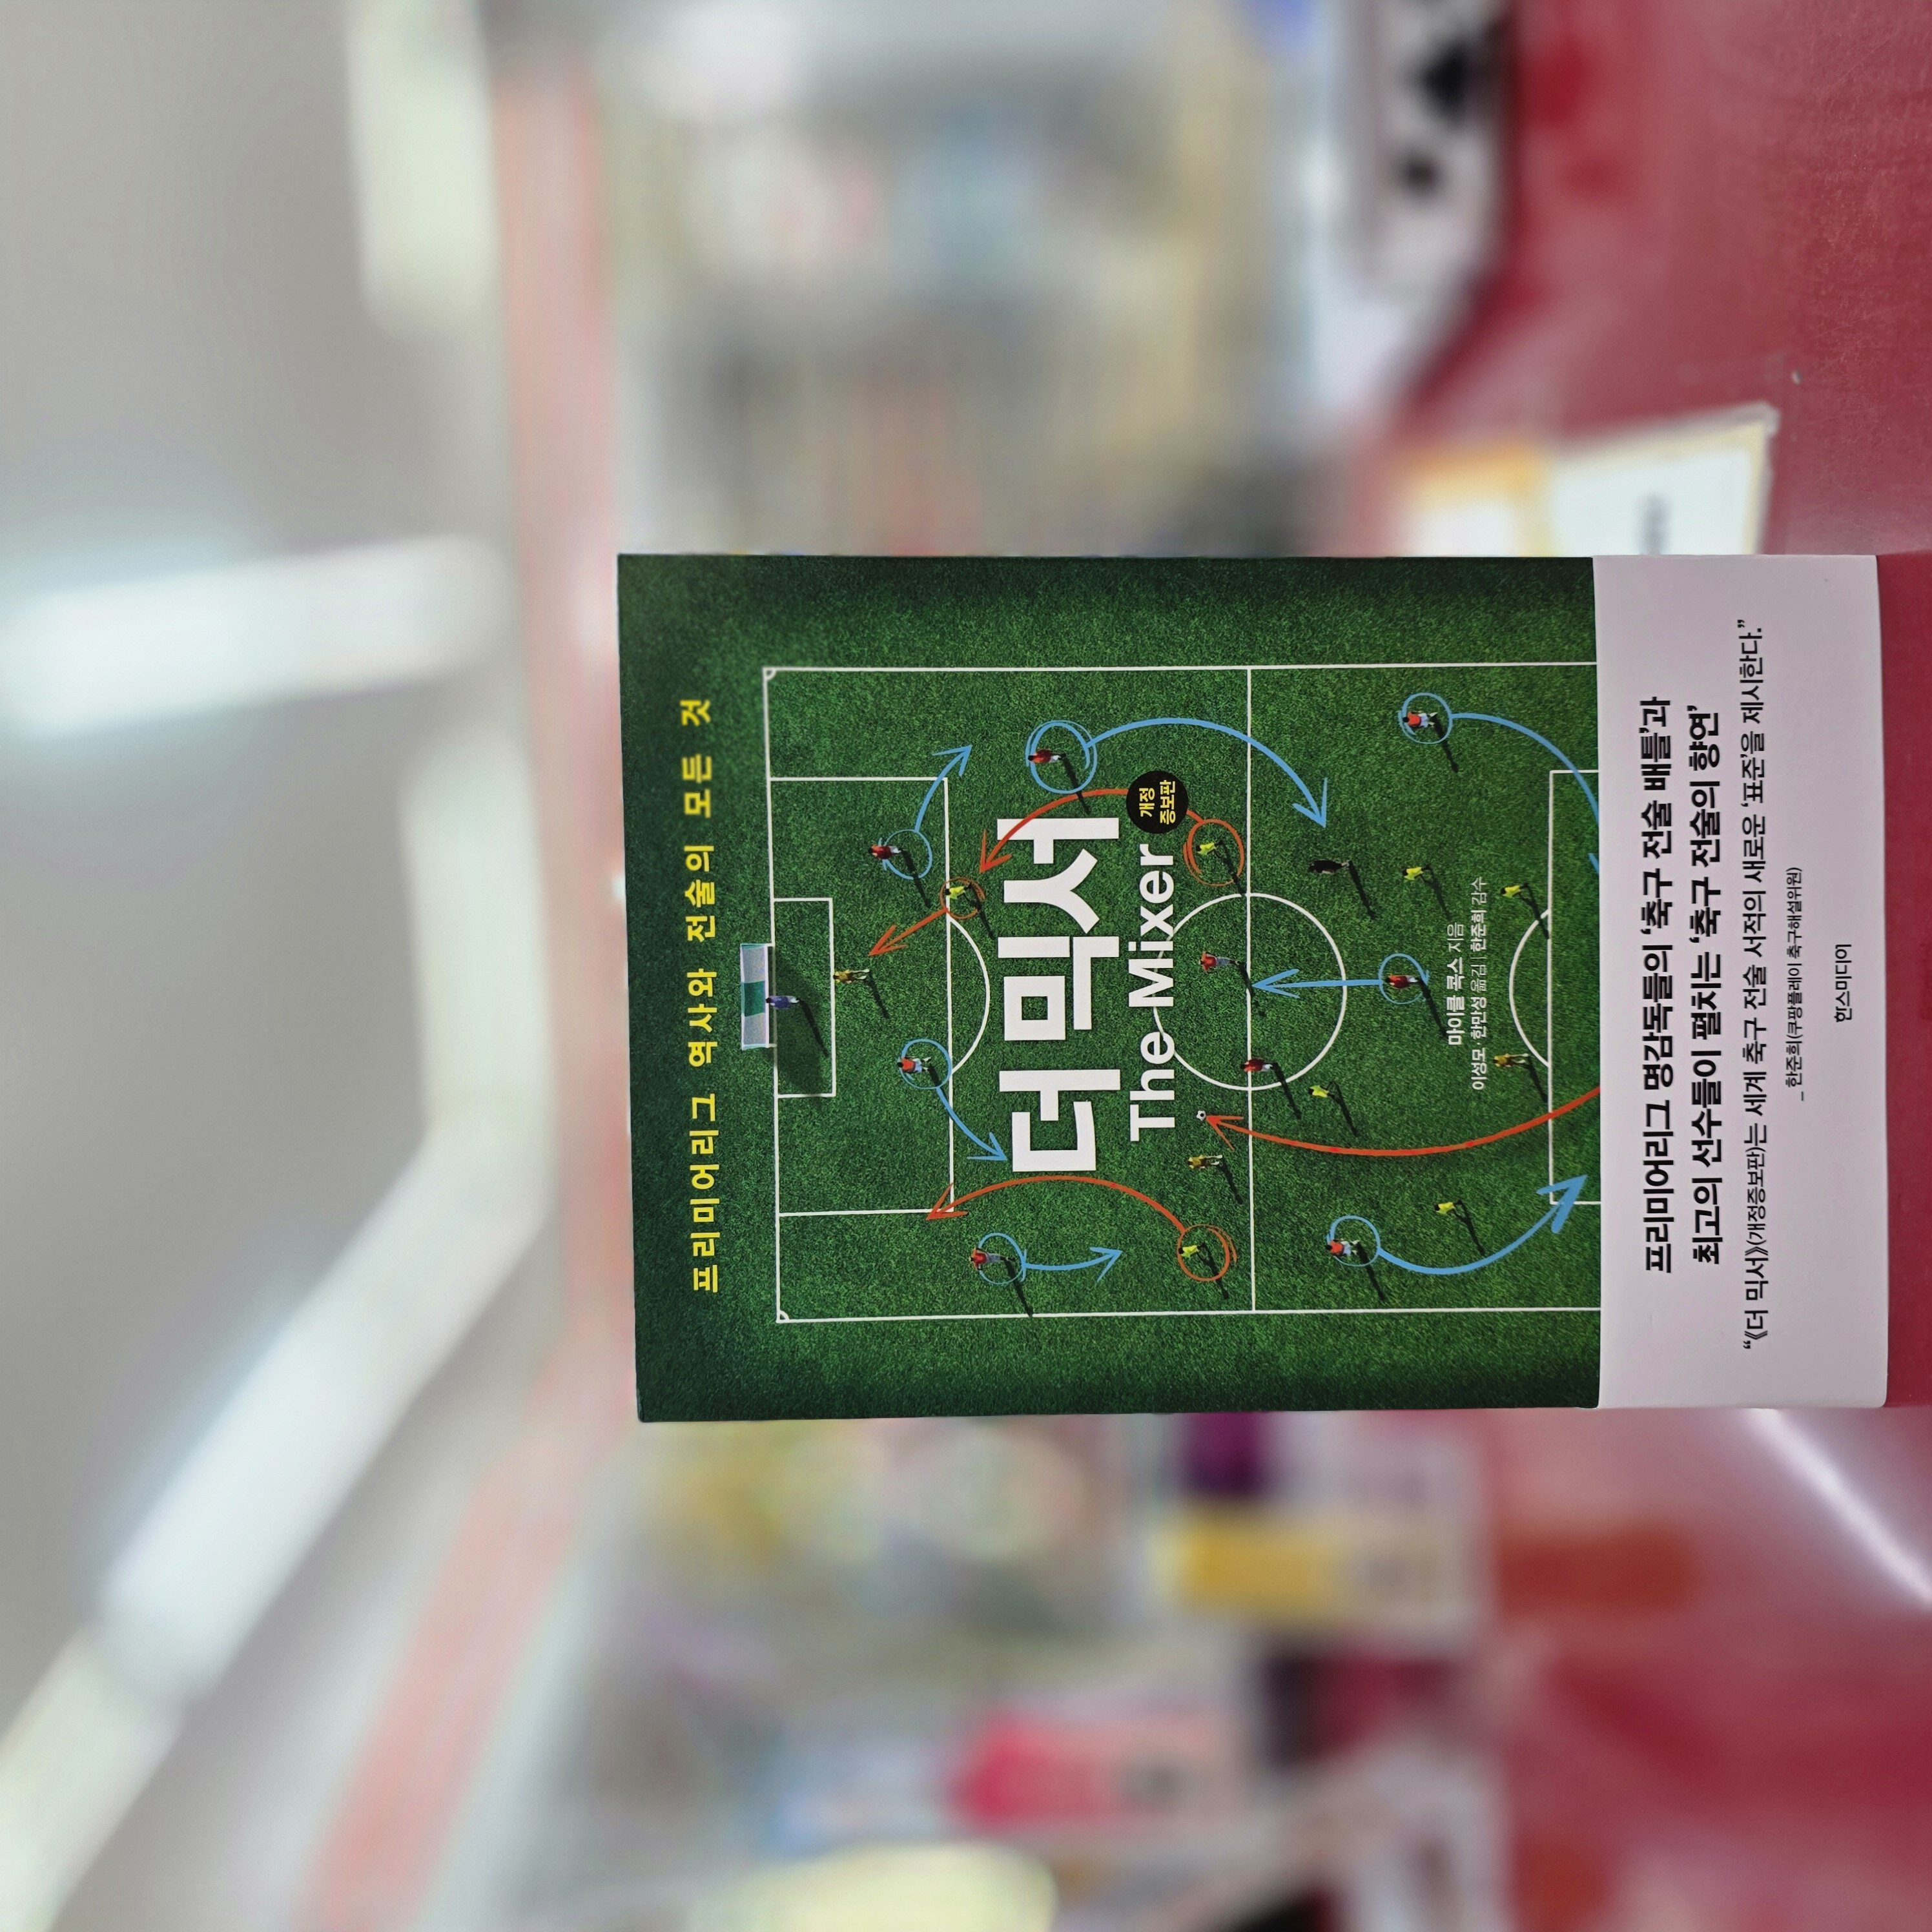 프리미어리그 역사와 전술의 모든 것
더 믹서
The Mixer
개정
증보판
마이클 콕스 지음
이성모·한만성 옮김 | 한준희 감수
프리미어리그 명감독들의 ‘축구 전술 배틀’과
최고의 선수들이 펼치는 ‘축구 전술의 향연’
“《더 믹서》(개정증보판)는 세계 축구 전술 서적의 새로운 ‘표준’을 제시한다.”
_ 한준희(쿠팡플레이 축구해설위원)
한스미디어